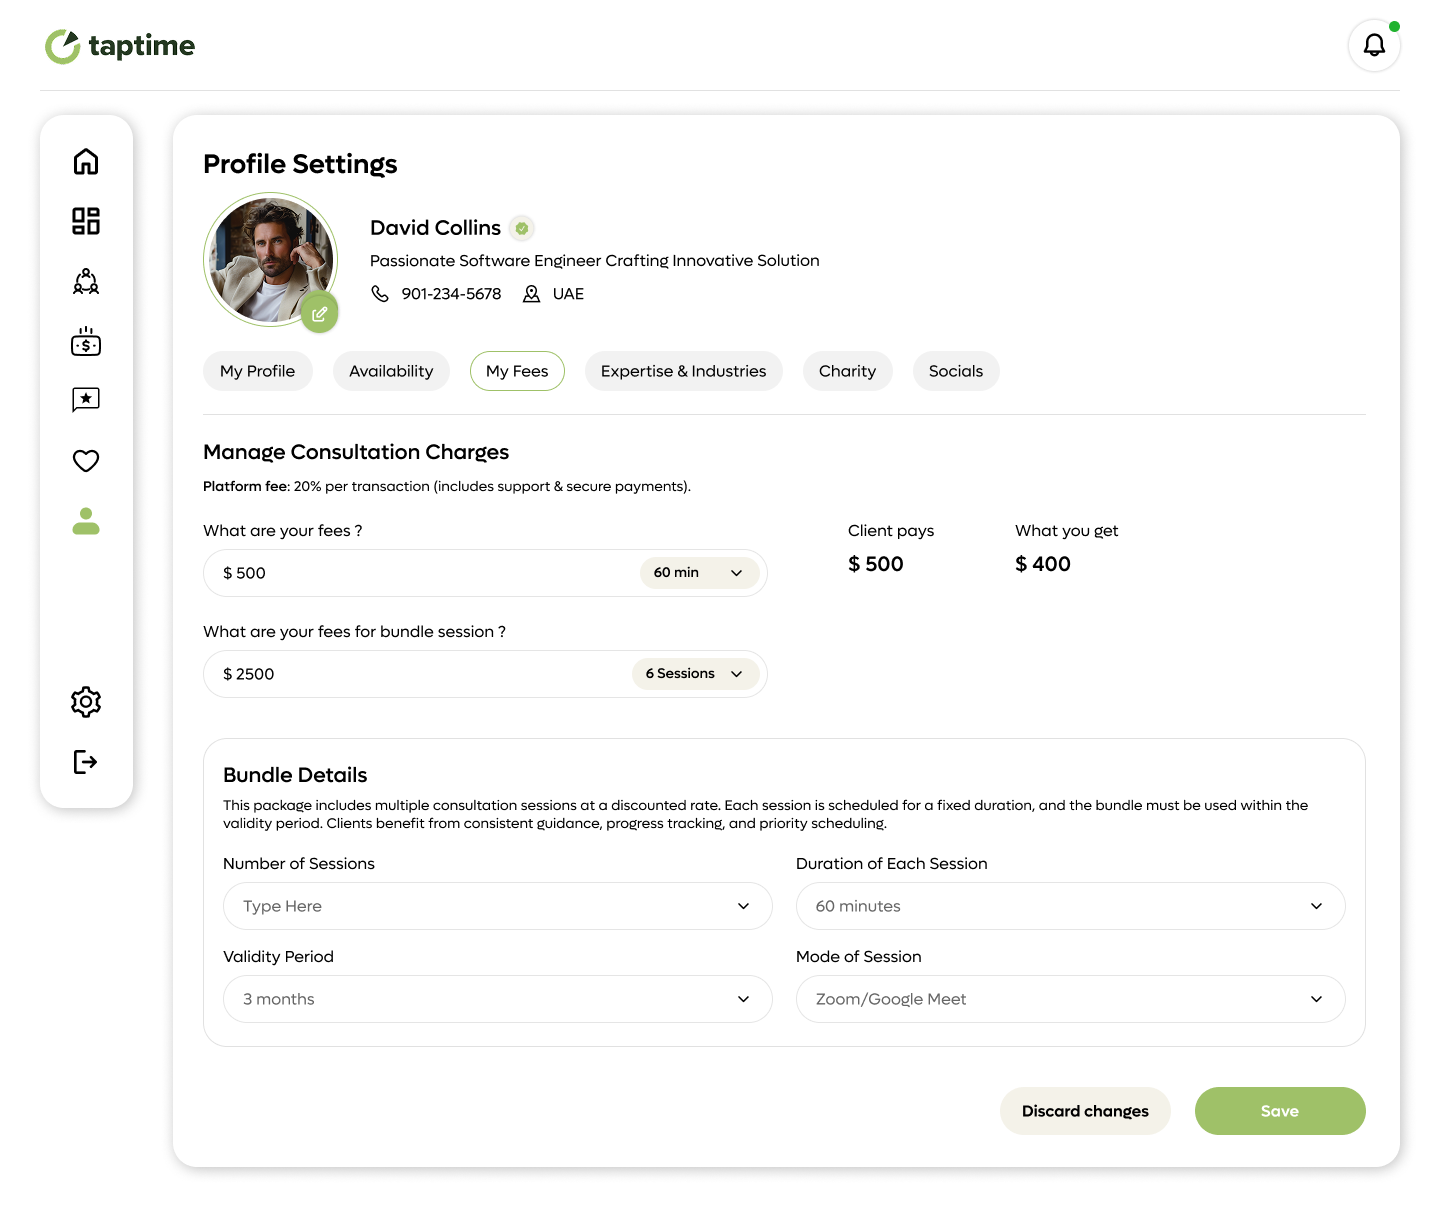 taptime
Profile Settings
David Collins
Passionate Software Engineer Crafting Innovative Solution
901-234-5678 UAE
My Profile Availability My Fees Expertise & Industries Charity Socials
Manage Consultation Charges
Platform fee: 20% per transaction (includes support & secure payments).
What are your fees ? Client pays What you get
$ 500 60 min $ 500 $ 400
What are your fees for bundle session ?
$ 2500 6 Sessions
Bundle Details
This package includes multiple consultation sessions at a discounted rate. Each session is scheduled for a fixed duration, and the bundle must be used within the
validity period. Clients benefit from consistent guidance, progress tracking, and priority scheduling.
Number of Sessions Duration of Each Session
Type Here 60 minutes
Validity Period Mode of Session
3 months Zoom/Google Meet
Discard changes Save